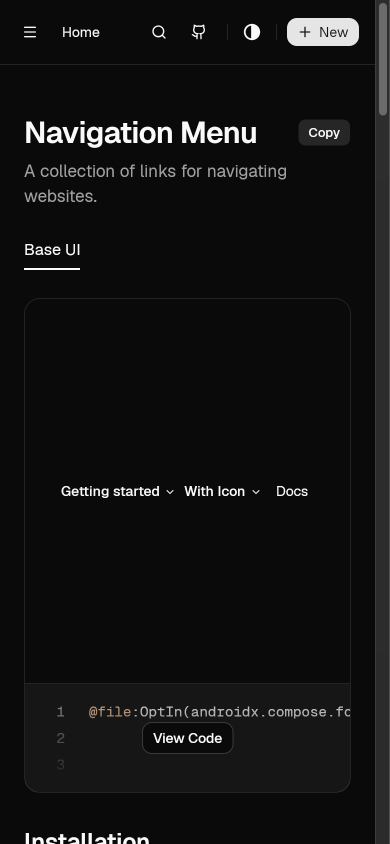 Home
New
Navigation Menu
Copy
A collection of links for navigating
websites.
Base UI
Getting started
With Icon
Docs
1 @file:OptIn(androidx.compose.fo
2
View Code
3
Installation